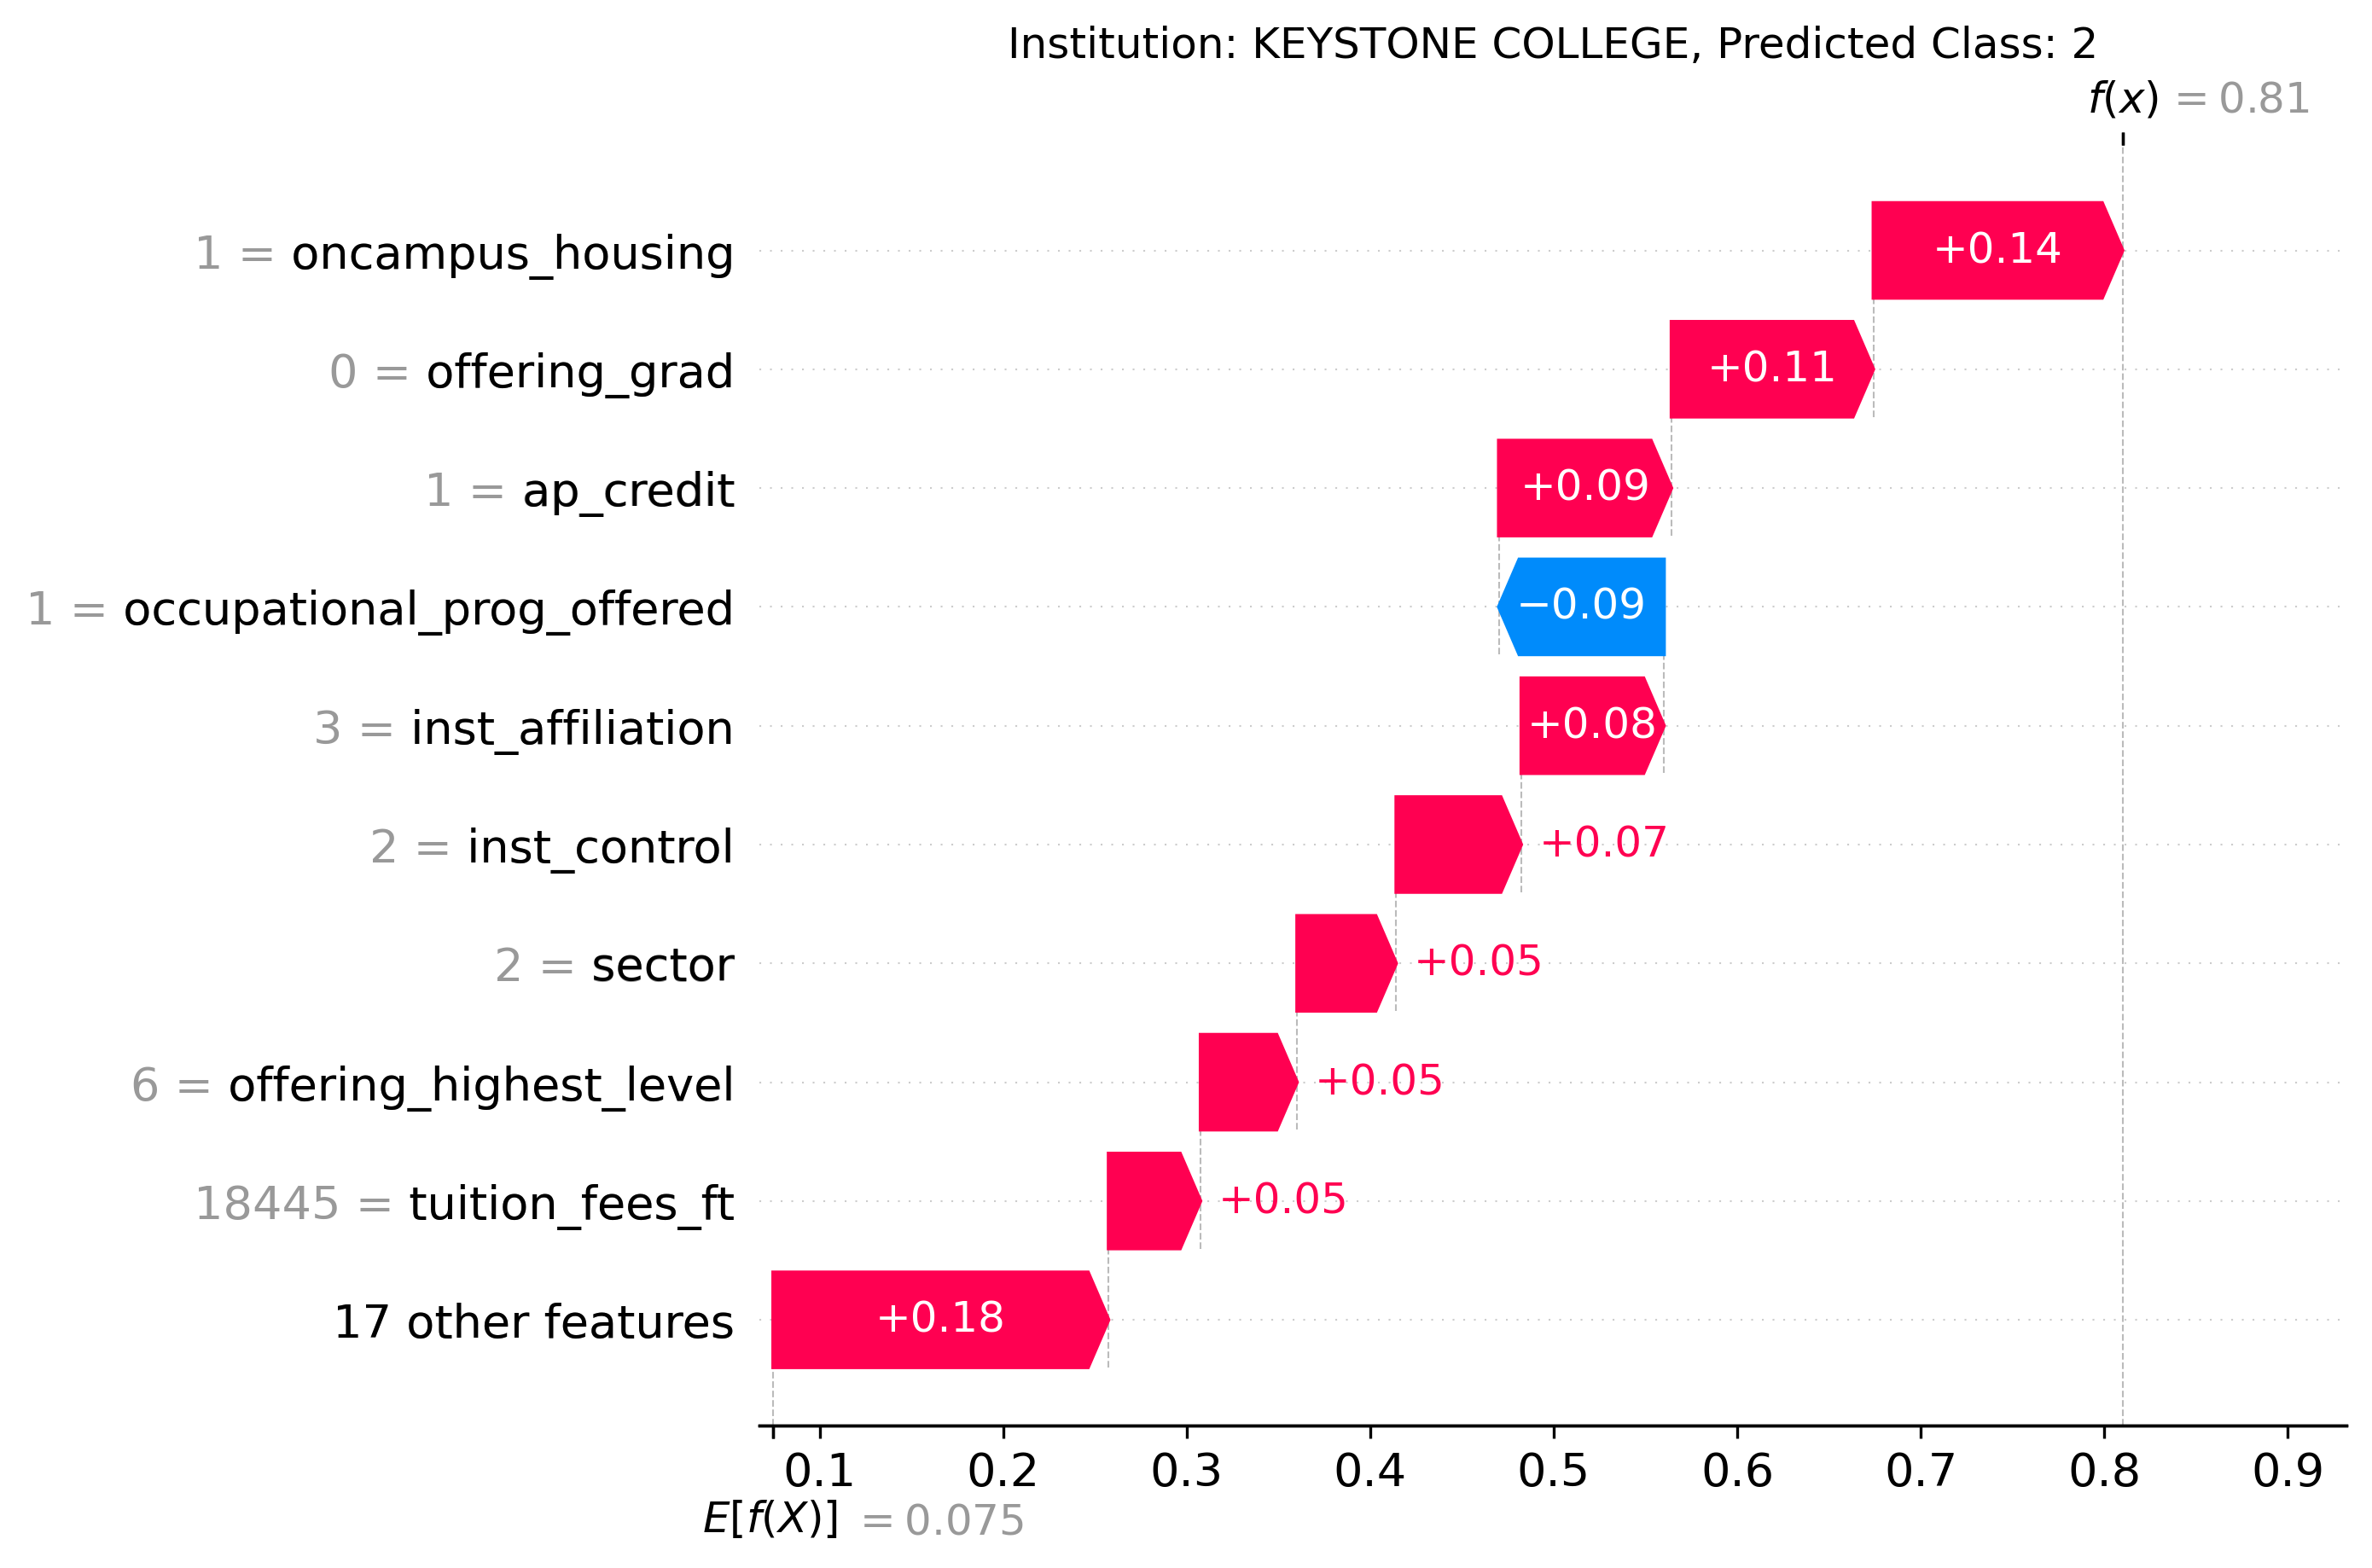 Institution: KEYSTONE COLLEGE, Predicted Class: 2
f(x) = 0.81
1 = oncampus_housing +0.14
0 = offering_grad +0.11
1 = ap_credit +0.09
1 = occupational_prog_offered −0.09
3 = inst_affiliation +0.08
2 = inst_control +0.07
2 = sector +0.05
6 = offering_highest_level +0.05
18445 = tuition_fees_ft +0.05
17 other features +0.18
0.1 0.2 0.3 0.4 0.5 0.6 0.7 0.8 0.9
E[f(X)] = 0.075